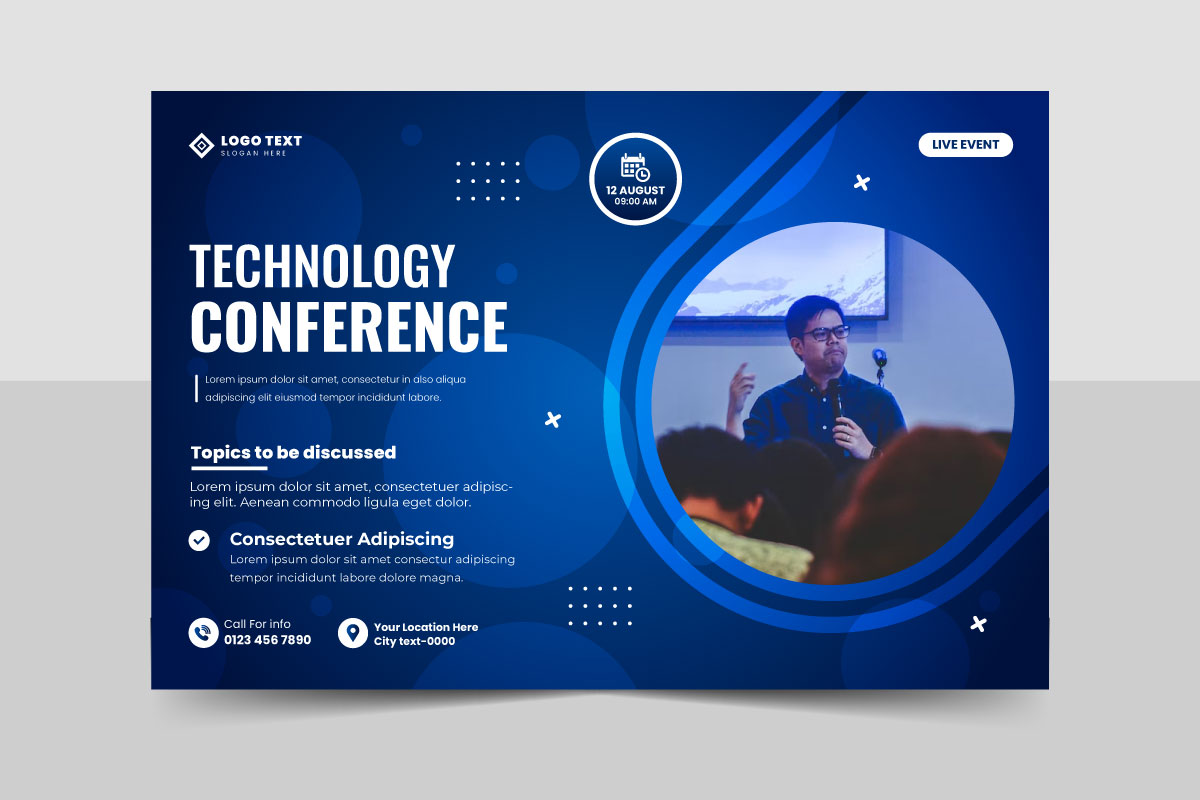 LOGO TEXT
SLOGAN HERE
12 AUGUST
09:00 AM
LIVE EVENT
TECHNOLOGY
CONFERENCE
Lorem ipsum dolor sit amet, consectetur in also aliqua
adipiscing elit eiusmod tempor incididunt labore.
Topics to be discussed
Lorem ipsum dolor sit amet, consectetuer adipisc-
ing elit. Aenean commodo ligula eget dolor.
Consectetuer Adipiscing
Lorem ipsum dolor sit amet consectur adipiscing
tempor incididunt labore dolore magna.
Call For info
0123 456 7890
Your Location Here
City text-0000